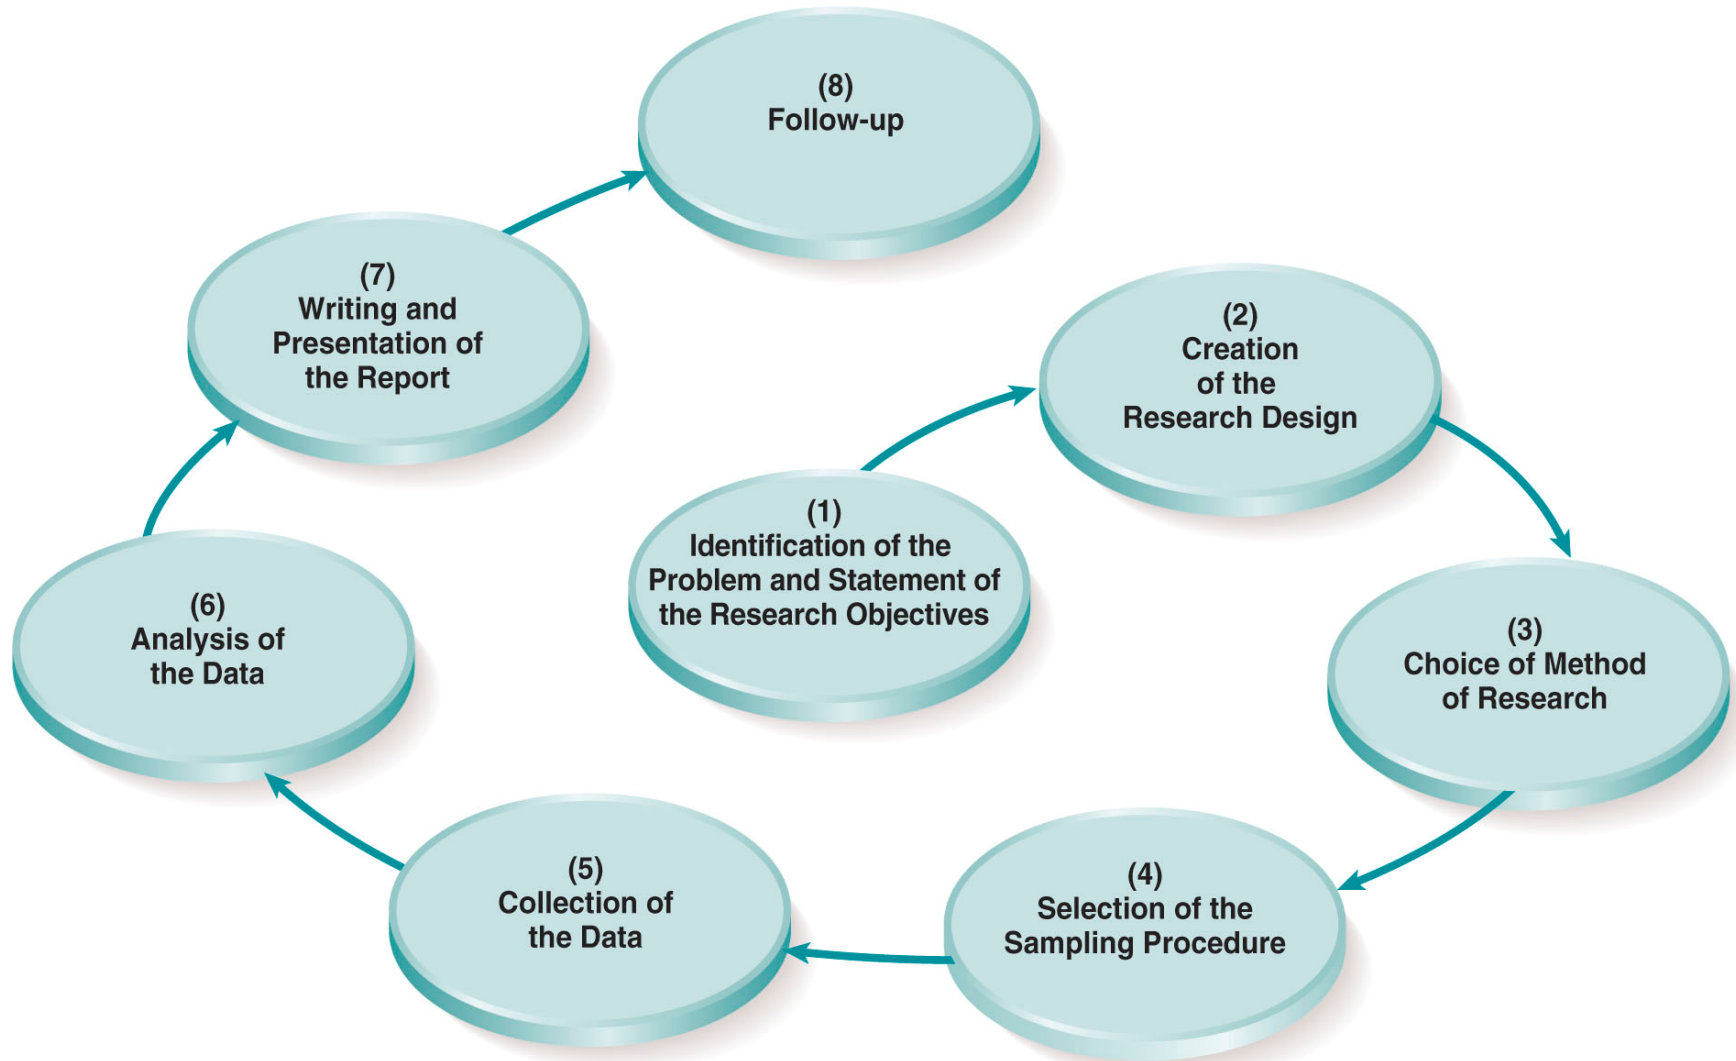 (1)
Identification of the
Problem and Statement of
the Research Objectives
(2)
Creation
of the
Research Design
(3)
Choice of Method
of Research
(4)
Selection of the
Sampling Procedure
(5)
Collection of
the Data
(6)
Analysis of
the Data
(7)
Writing and
Presentation of
the Report
(8)
Follow-up